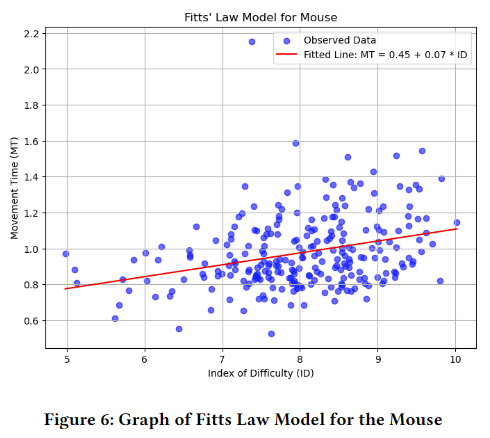 Fitts' Law Model for Mouse
Observed Data
Fitted Line: MT = 0.45 + 0.07 * ID
2.2
2.0
1.8
1.6
1.4
1.2
1.0
0.8
0.6
Movement Time (MT)
5 6 7 8 9 10
Index of Difficulty (ID)
Figure 6: Graph of Fitts Law Model for the Mouse